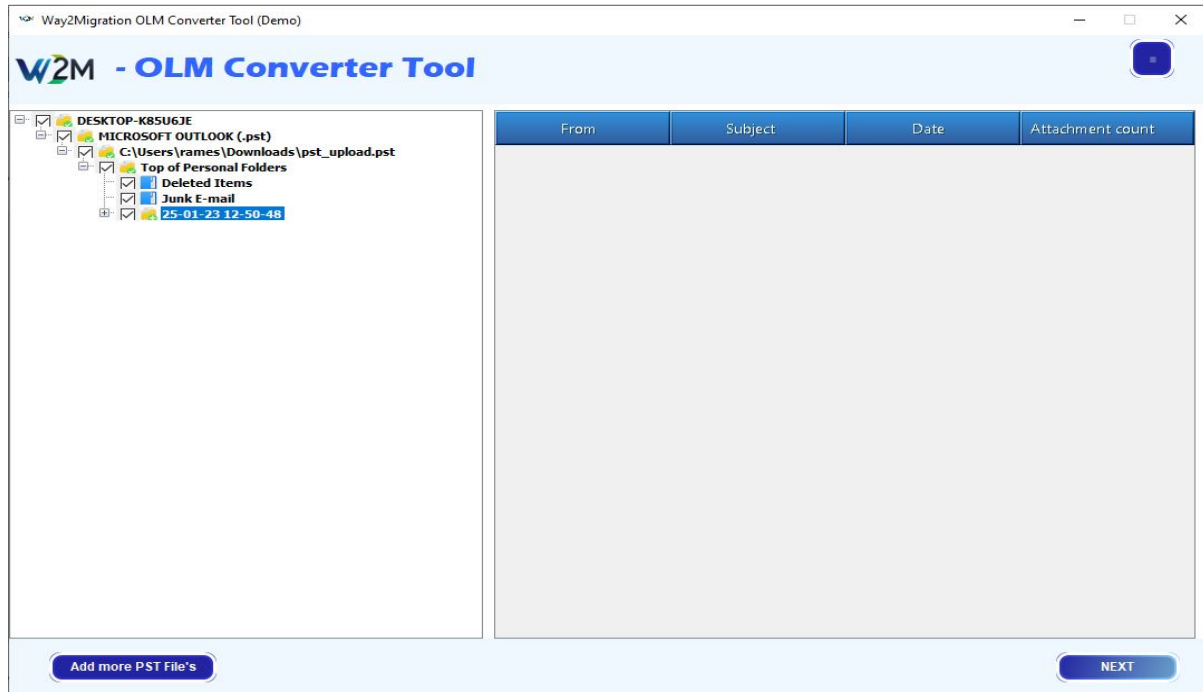 Way2Migration OLM Converter Tool (Demo)
W2M - OLM Converter Tool
DESKTOP-K85U6JE
MICROSOFT OUTLOOK (.pst)
C:\Users\rames\Downloads\pst_upload.pst
Top of Personal Folders
Deleted Items
Junk E-mail
25-01-23 12-50-48
From Subject Date Attachment count
Add more PST File's
NEXT